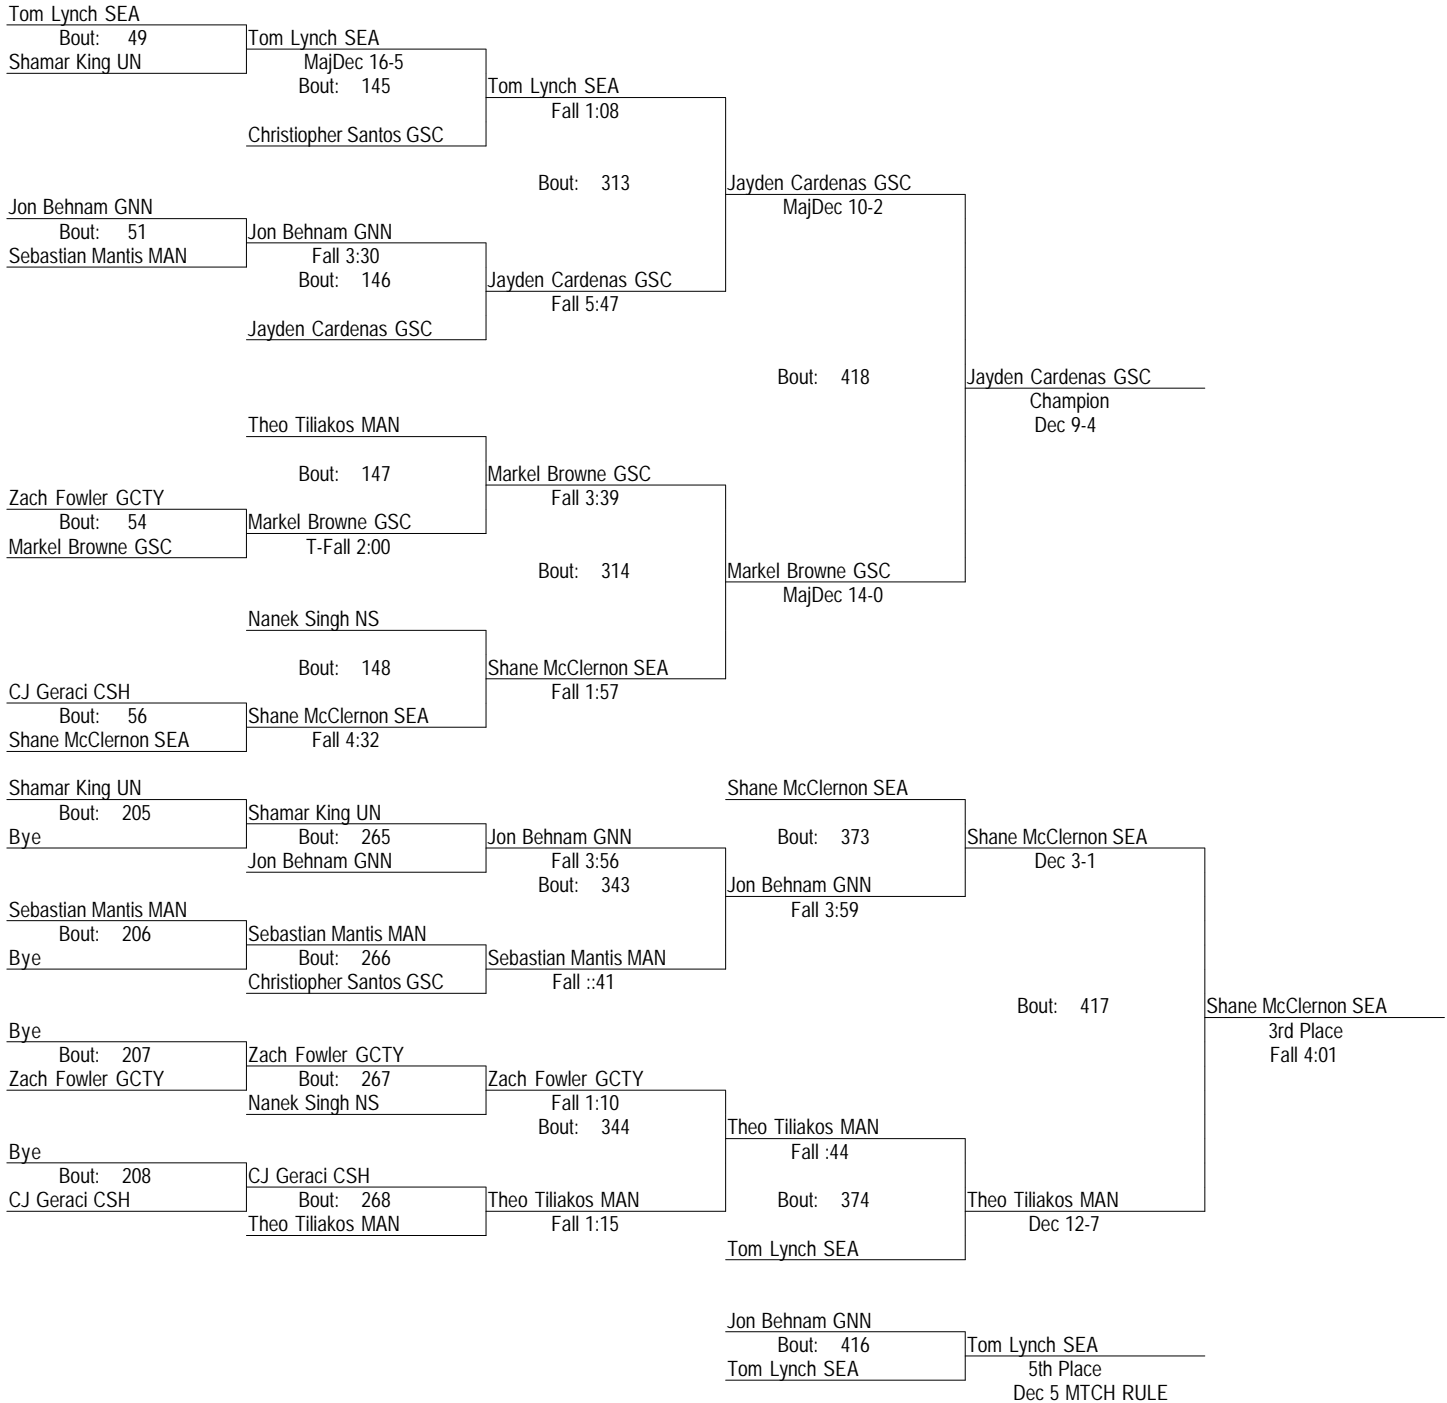 Tom Lynch SEA
Bout: 49
Shamar King UN
Tom Lynch SEA
MajDec 16-5
Bout: 145
Christiopher Santos GSC
Tom Lynch SEA
Fall 1:08
Bout: 313
Jon Behnam GNN
Bout: 51
Sebastian Mantis MAN
Jon Behnam GNN
Fall 3:30
Bout: 146
Jayden Cardenas GSC
Jayden Cardenas GSC
Fall 5:47
Jayden Cardenas GSC
MajDec 10-2
Bout: 418
Jayden Cardenas GSC
Champion
Dec 9-4
Theo Tiliakos MAN
Bout: 147
Zach Fowler GCTY
Bout: 54
Markel Browne GSC
Markel Browne GSC
T-Fall 2:00
Markel Browne GSC
Fall 3:39
Bout: 314
Markel Browne GSC
MajDec 14-0
Nanek Singh NS
Bout: 148
CJ Geraci CSH
Bout: 56
Shane McClernon SEA
Shane McClernon SEA
Fall 4:32
Shane McClernon SEA
Fall 1:57
Shamar King UN
Bout: 205
Bye
Shamar King UN
Bout: 265
Jon Behnam GNN
Jon Behnam GNN
Fall 3:56
Bout: 343
Sebastian Mantis MAN
Bout: 206
Bye
Sebastian Mantis MAN
Bout: 266
Christiopher Santos GSC
Sebastian Mantis MAN
Fall ::41
Shane McClernon SEA
Bout: 373
Jon Behnam GNN
Fall 3:59
Shane McClernon SEA
Dec 3-1
Bout: 417
Shane McClernon SEA
3rd Place
Fall 4:01
Bye
Bout: 207
Zach Fowler GCTY
Zach Fowler GCTY
Bout: 267
Nanek Singh NS
Zach Fowler GCTY
Fall 1:10
Bout: 344
Bye
Bout: 208
CJ Geraci CSH
CJ Geraci CSH
Bout: 268
Theo Tiliakos MAN
Theo Tiliakos MAN
Fall 1:15
Theo Tiliakos MAN
Fall :44
Bout: 374
Tom Lynch SEA
Theo Tiliakos MAN
Dec 12-7
Jon Behnam GNN
Bout: 416
Tom Lynch SEA
Tom Lynch SEA
5th Place
Dec 5 MTCH RULE